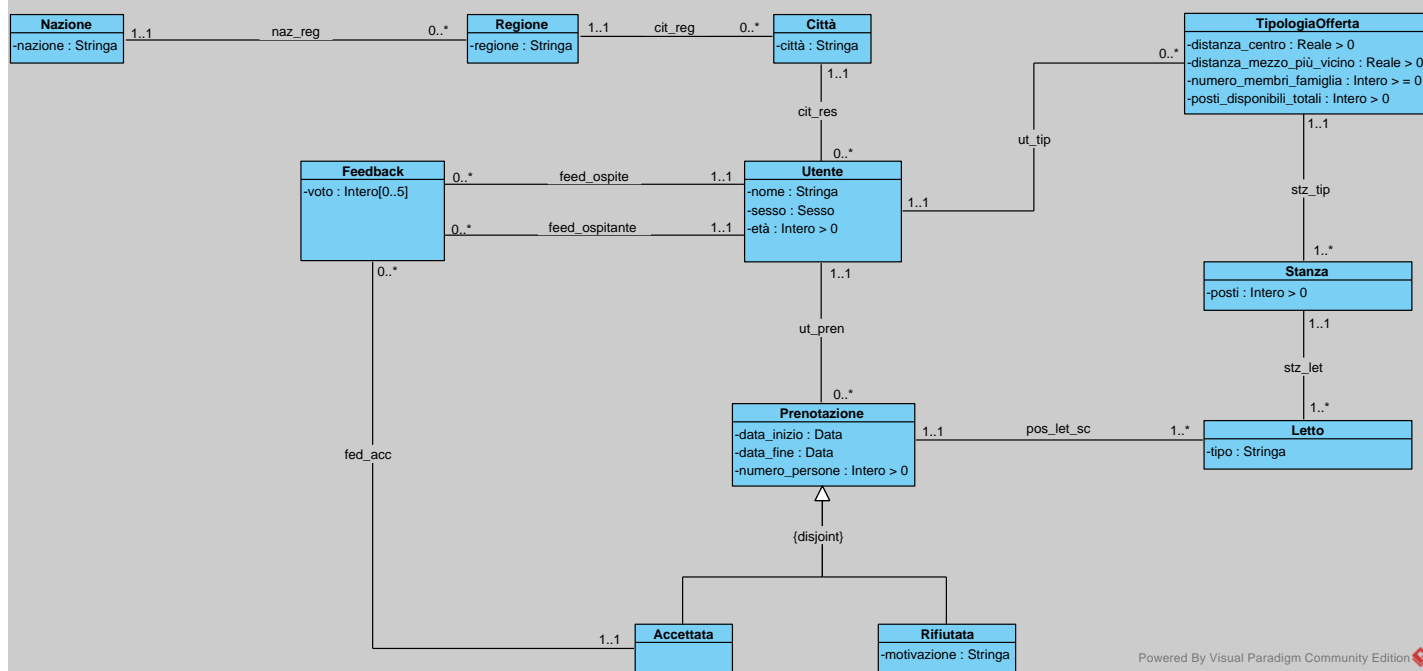 Nazione
-nazione : Stringa
1..1
naz_reg
0..*
Regione
-regione : Stringa
1..1
cit_reg
0..*
Città
-città : Stringa
1..1
cit_res
0..*
TipologiaOfferta
-distanza_centro : Reale > 0
-distanza_mezzo_più_vicino : Reale > 0
-numero_membri_famiglia : Intero > = 0
-posti_disponibili_totali : Intero > 0
0..*
ut_tip
1..1
1..1
stz_tip
1..*
Feedback
-voto : Intero[0..5]
0..*
feed_ospite
1..1
0..*
feed_ospitante
1..1
Utente
-nome : Stringa
-sesso : Sesso
-età : Intero > 0
1..1
ut_pren
0..*
Stanza
-posti : Intero > 0
1..1
stz_let
1..*
Prenotazione
-data_inizio : Data
-data_fine : Data
-numero_persone : Intero > 0
1..1
pos_let_sc
1..*
Letto
-tipo : Stringa
0..*
fed_acc
1..1
{disjoint}
Accettata
Rifiutata
-motivazione : Stringa
Powered By Visual Paradigm Community Edition